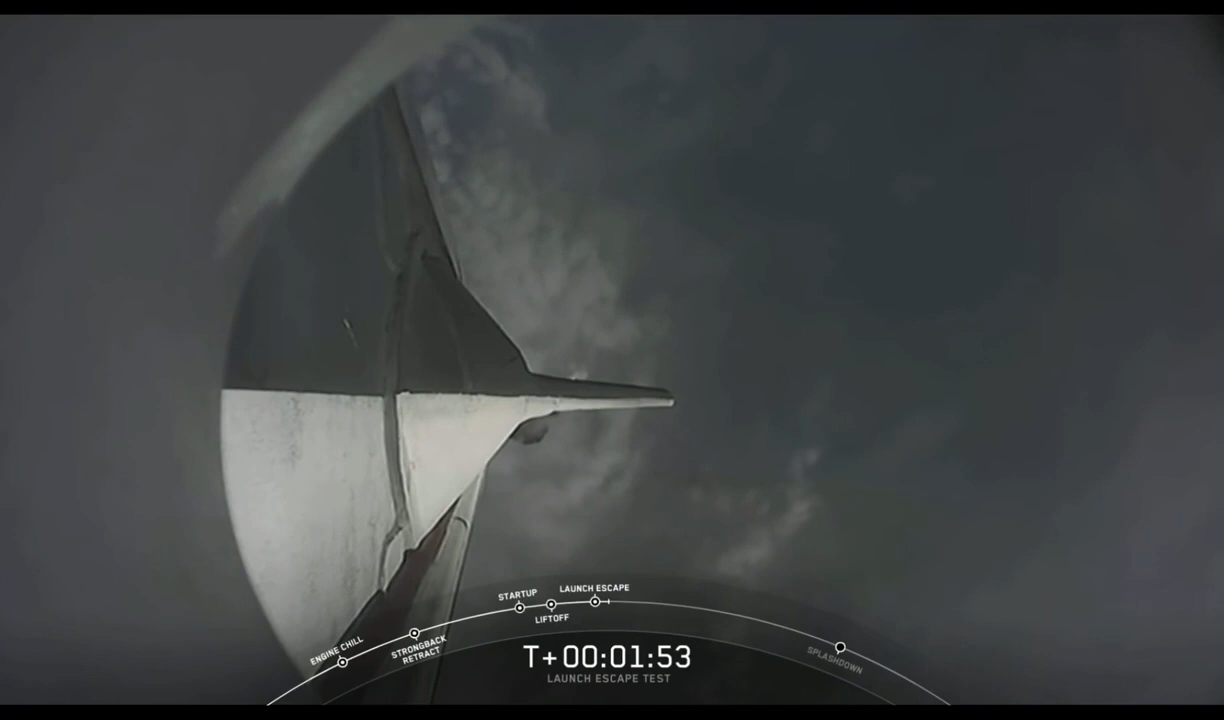 STARTUP
LAUNCH ESCAPE
LIFTOFF
ENGINE CHILL
STRONGBACK
RETRACT
SPLASHDOWN
T+00:01:53
LAUNCH ESCAPE TEST